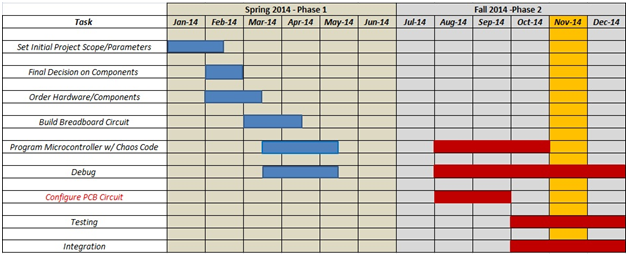 Spring 2014 - Phase 1 Fall 2014 -Phase 2
Task Jan-14 Feb-14 Mar-14 Apr-14 May-14 Jun-14 Jul-14 Aug-14 Sep-14 Oct-14 Nov-14 Dec-14
Set Initial Project Scope/Parameters
Final Decision on Components
Order Hardware/Components
Build Breadboard Circuit
Program Microcontroller w/ Chaos Code
Debug
Configure PCB Circuit
Testing
Integration